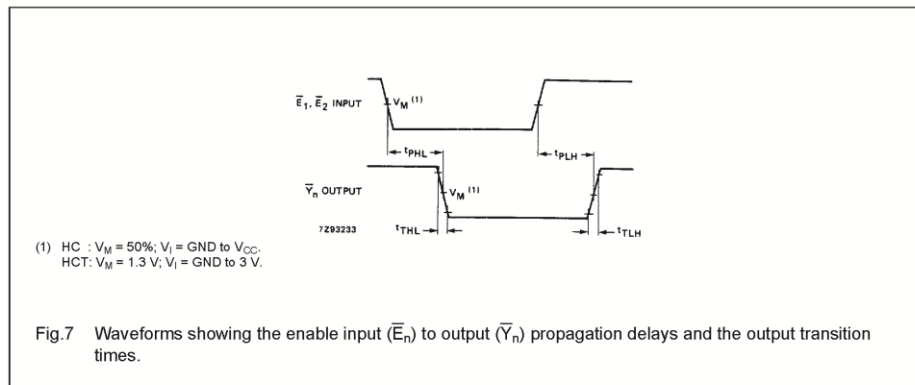 E̅1, E̅2 INPUT
VM (1)
tPHL
tPLH
Y̅n OUTPUT
VM (1)
7Z93233
tTHL
tTLH
(1) HC : VM = 50%; VI = GND to VCC.
HCT: VM = 1.3 V; VI = GND to 3 V.
Fig.7 Waveforms showing the enable input (E̅n) to output (Y̅n) propagation delays and the output transition
times.